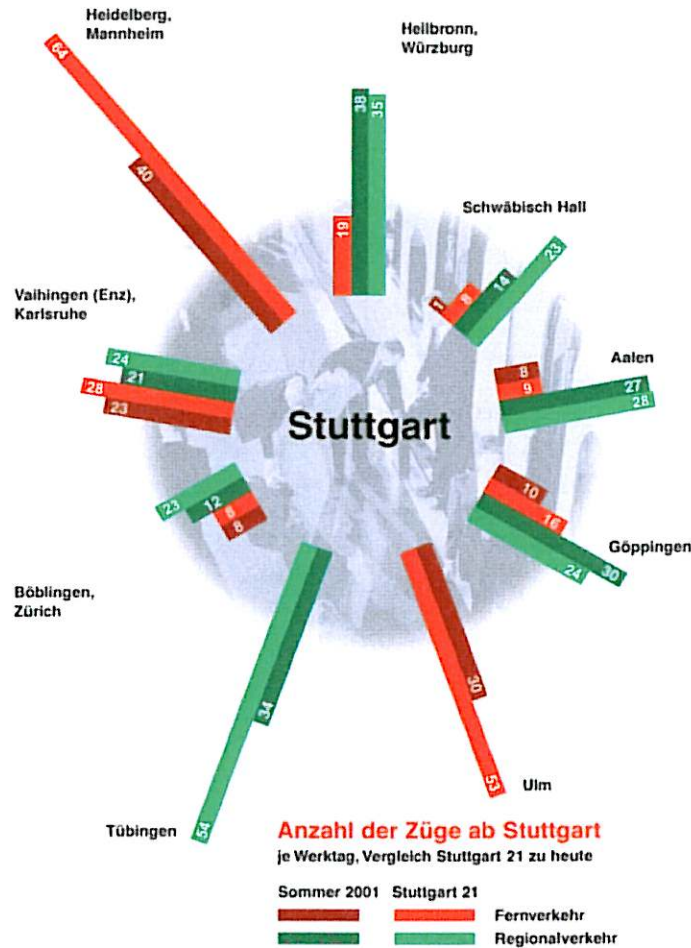 Heidelberg,
Mannheim
64
40
Heilbronn,
Würzburg
38
35
19
Schwäbisch Hall
1
8
14
23
Vaihingen (Enz),
Karlsruhe
24
21
28
23
Aalen
8
9
27
28
Stuttgart
10
16
30
24
Göppingen
23
12
8
8
Böblingen,
Zürich
34
54
Tübingen
30
53
Ulm
Anzahl der Züge ab Stuttgart
je Werktag, Vergleich Stuttgart 21 zu heute
Sommer 2001 Stuttgart 21
Fernverkehr
Regionalverkehr